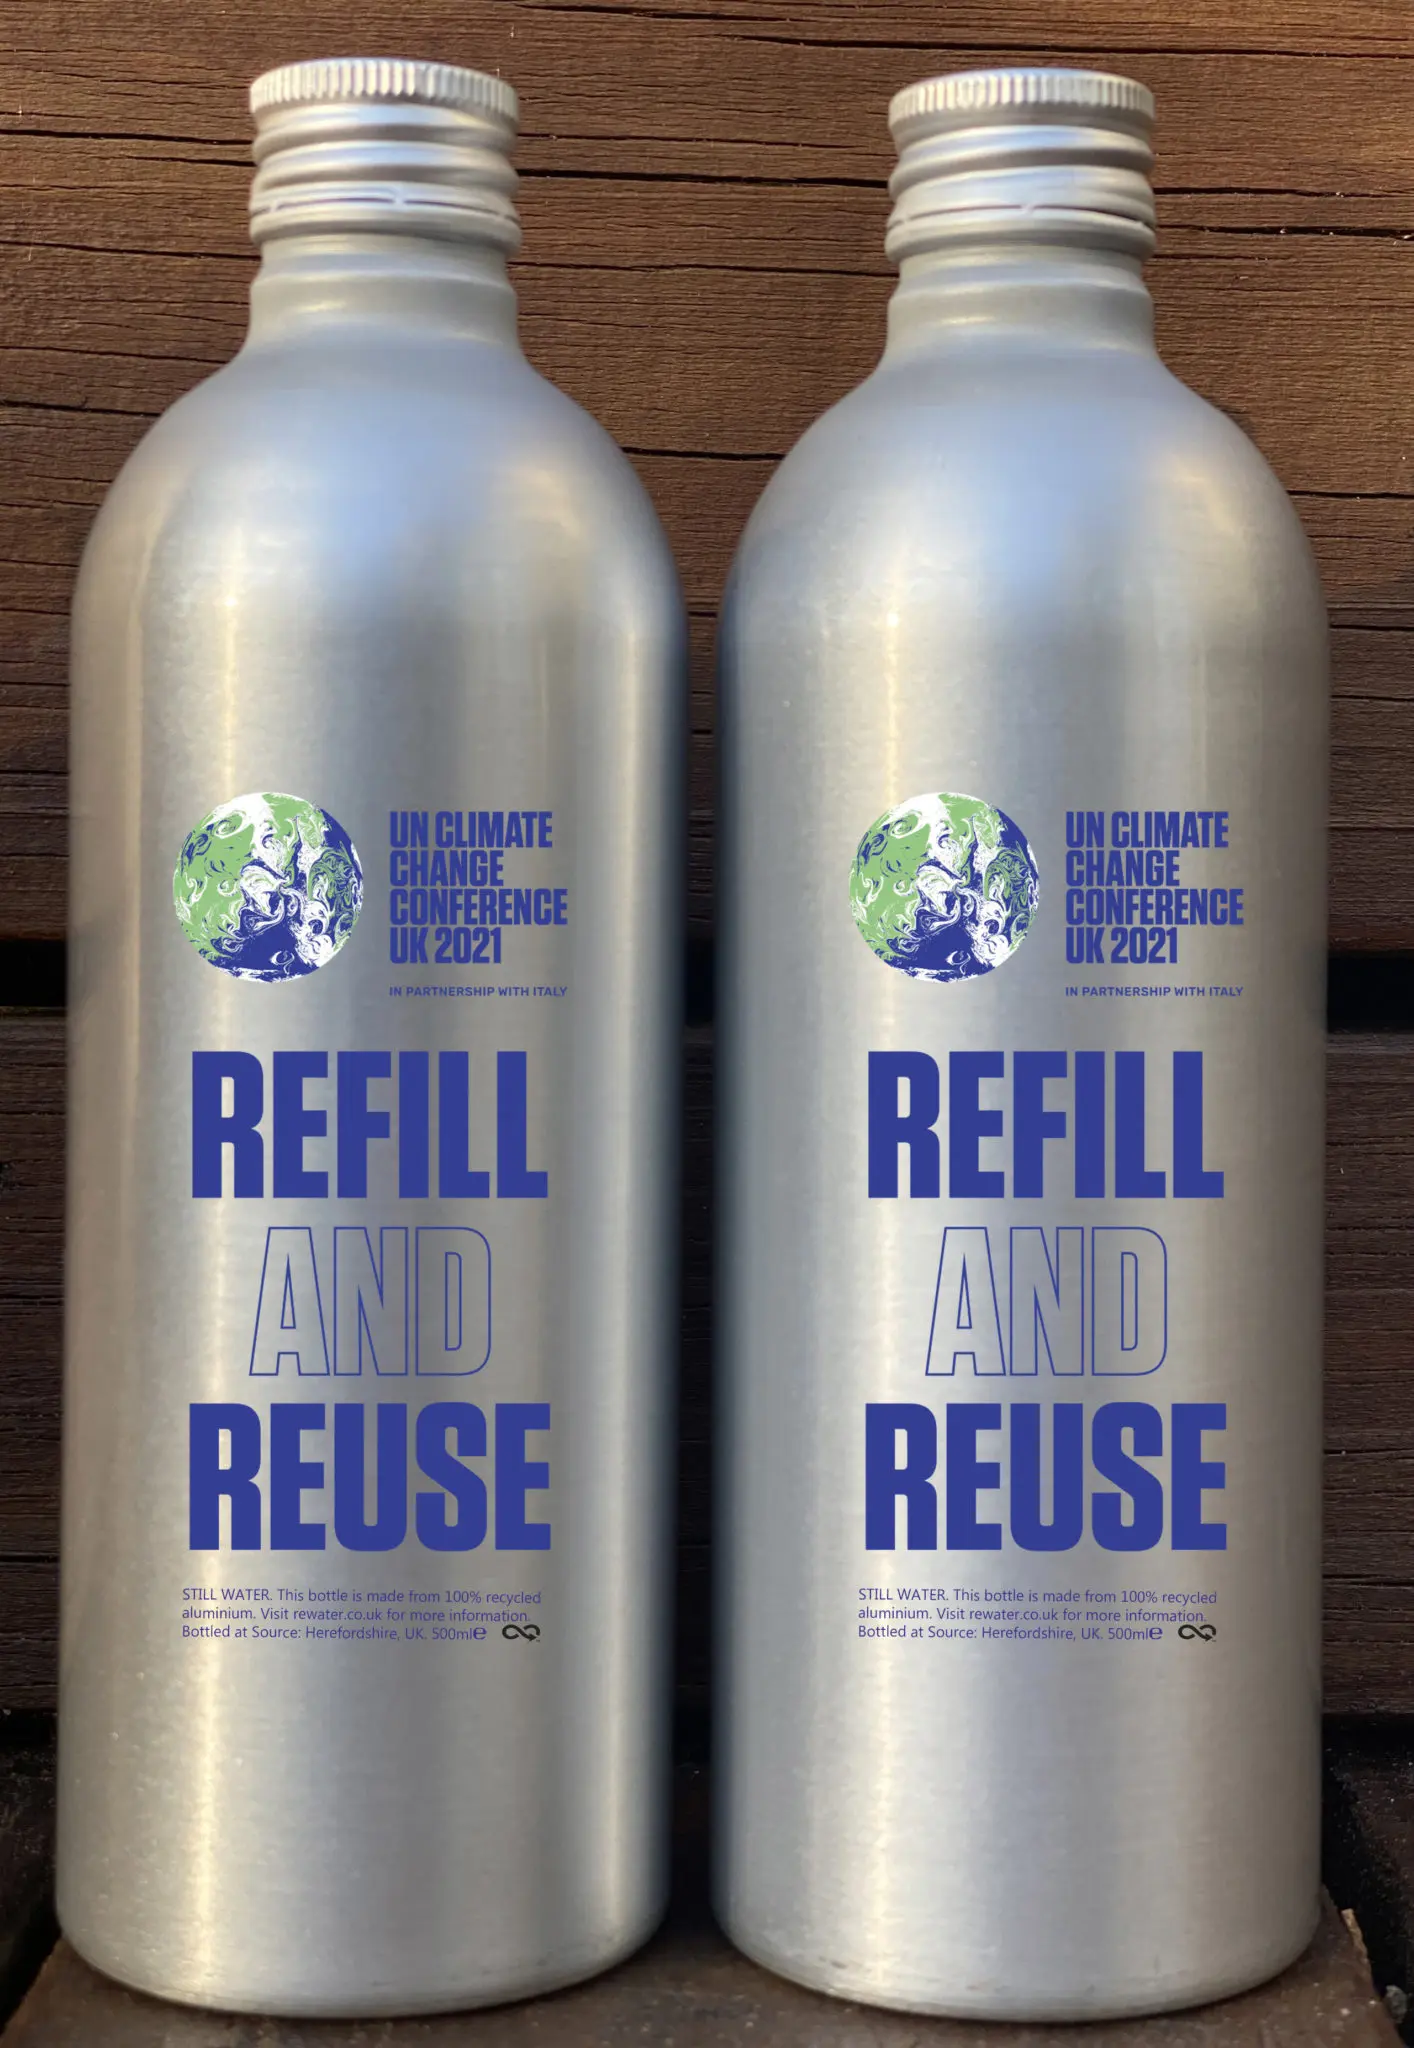 UN CLIMATE
CHANGE
CONFERENCE
UK 2021
IN PARTNERSHIP WITH ITALY
REFILL
AND
REUSE
STILL WATER. This bottle is made from 100% recycled
aluminium. Visit rewater.co.uk for more information.
Bottled at Source: Herefordshire, UK. 500ml℮
UN CLIMATE
CHANGE
CONFERENCE
UK 2021
IN PARTNERSHIP WITH ITALY
REFILL
AND
REUSE
STILL WATER. This bottle is made from 100% recycled
aluminium. Visit rewater.co.uk for more information.
Bottled at Source: Herefordshire, UK. 500ml℮